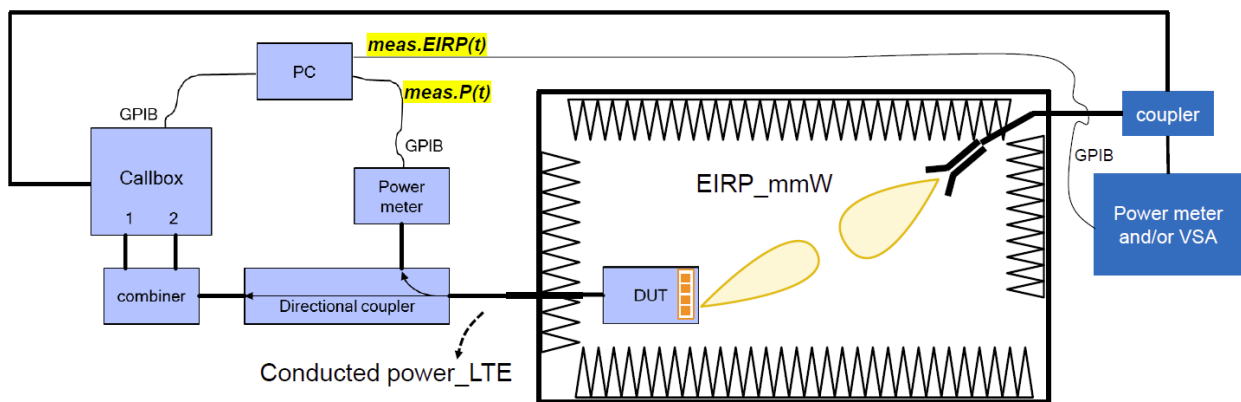 meas.EIRP(t)
PC
meas.P(t)
GPIB
coupler
GPIB
GPIB
Callbox
Power
meter
EIRP_mmW
1 2
Power meter
and/or VSA
combiner
Directional coupler
DUT
Conducted power_LTE